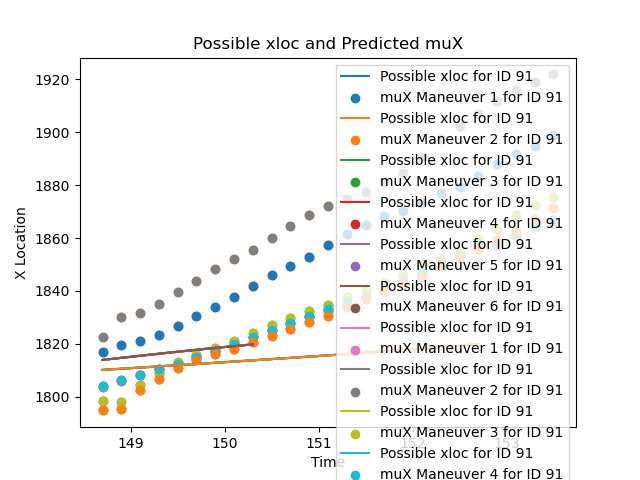 Possible xloc and Predicted muX
X Location
1920
1900
1880
1860
1840
1820
1800
149
150
151
152
153
Time
Possible xloc for ID 91
muX Maneuver 1 for ID 91
Possible xloc for ID 91
muX Maneuver 2 for ID 91
Possible xloc for ID 91
muX Maneuver 3 for ID 91
Possible xloc for ID 91
muX Maneuver 4 for ID 91
Possible xloc for ID 91
muX Maneuver 5 for ID 91
Possible xloc for ID 91
muX Maneuver 6 for ID 91
Possible xloc for ID 91
muX Maneuver 1 for ID 91
Possible xloc for ID 91
muX Maneuver 2 for ID 91
Possible xloc for ID 91
muX Maneuver 3 for ID 91
Possible xloc for ID 91
muX Maneuver 4 for ID 91